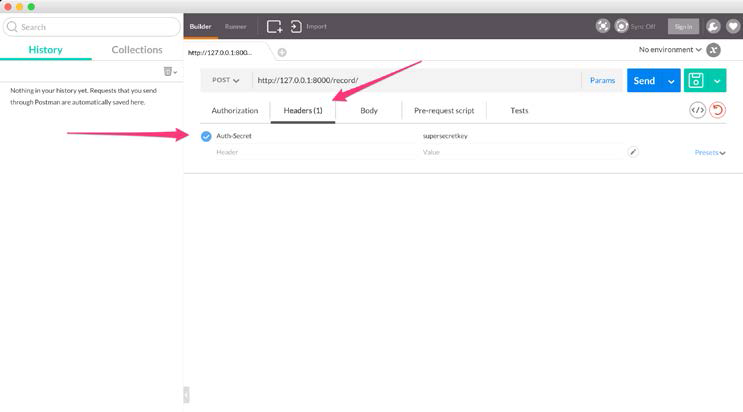 Search
History
Collections
Nothing in your history yet. Requests that you send
through Postman are automatically saved here.
Builder
Runner
Import
Sync Off
Sign in
http://127.0.0.1:800...
No environment
x
POST
http://127.0.0.1:8000/record/
Params
Send
Authorization
Headers (1)
Body
Pre-request script
Tests
</>
Auth-Secret
supersecretkey
Header
Value
Presets